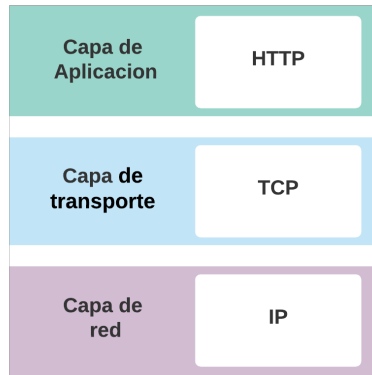 Capa de
Aplicacion
HTTP
Capa de
transporte
TCP
Capa de
red
IP